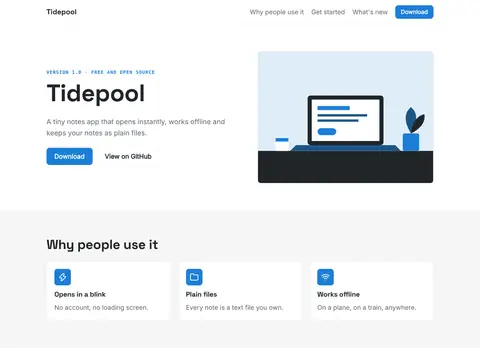 Tidepool
Why people use it Get started What's new Download
VERSION 1.0 · FREE AND OPEN SOURCE
Tidepool
A tiny notes app that opens instantly, works offline and
keeps your notes as plain files.
Download View on GitHub
Why people use it
Opens in a blink
No account, no loading screen.
Plain files
Every note is a text file you own.
Works offline
On a plane, on a train, anywhere.